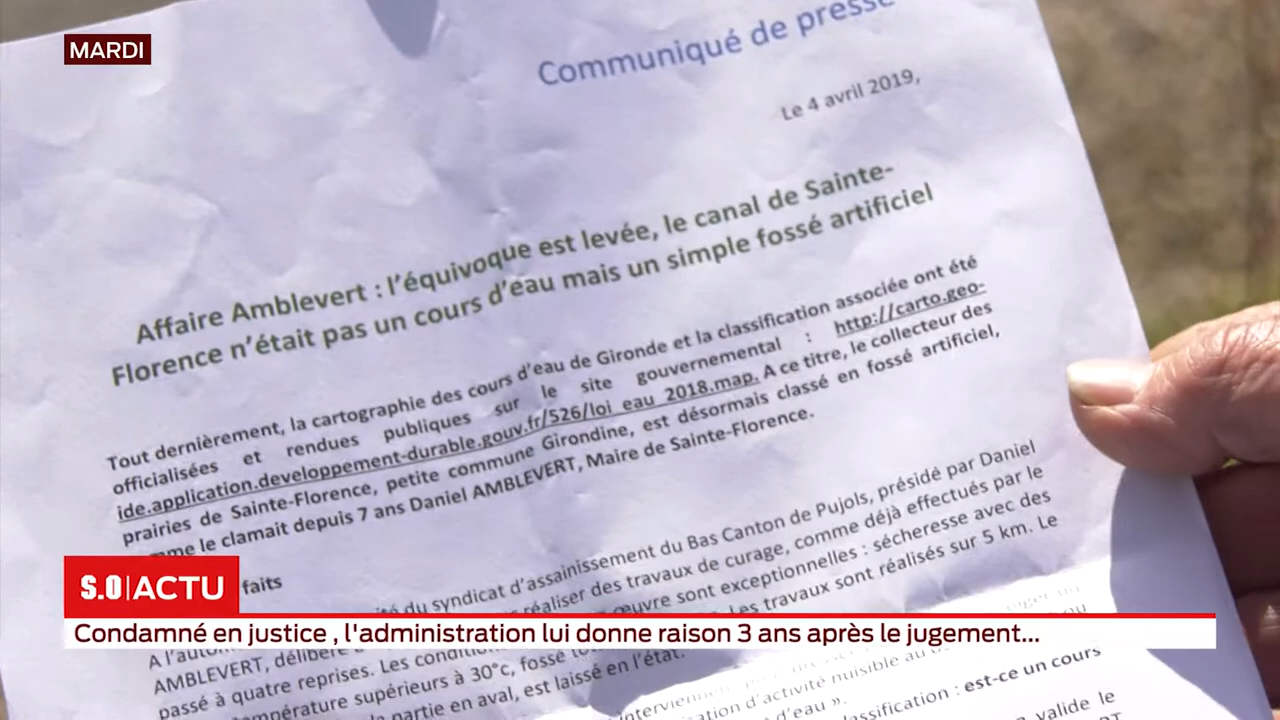 MARDI
Communiqué de presse
Le 4 avril 2019,
Affaire Amblevert : l'équivoque est levée, le canal de Sainte-
Florence n'était pas un cours d'eau mais un simple fossé artificiel
Tout dernièrement, la cartographie des cours d'eau de Gironde et la classification associée ont été
officialisées et rendues publiques sur le site gouvernemental : http://carto.geo-
ide.application.developpement-durable.gouv.fr/526/loi_eau_2018.map. A ce titre, le collecteur des
prairies de Sainte-Florence, petite commune Girondine, est désormais classé en fossé artificiel,
le clamait depuis 7 ans Daniel AMBLEVERT, Maire de Sainte-Florence.
faits
du syndicat d'assainissement du Bas Canton de Pujols, présidé par Daniel
AMBLEVERT, délibère réaliser des travaux de curage, comme déjà effectués par le
passé à quatre reprises. Les sont exceptionnelles : sécheresse avec des
supérieurs à 30°c, fossé Les travaux sont réalisés sur 5 km. Le
partie en aval, est laissé en l'état.
d'activité nuisible au
d'eau ».
classification : est-ce un cours
valide le
S.O ACTU
Condamné en justice , l'administration lui donne raison 3 ans après le jugement...